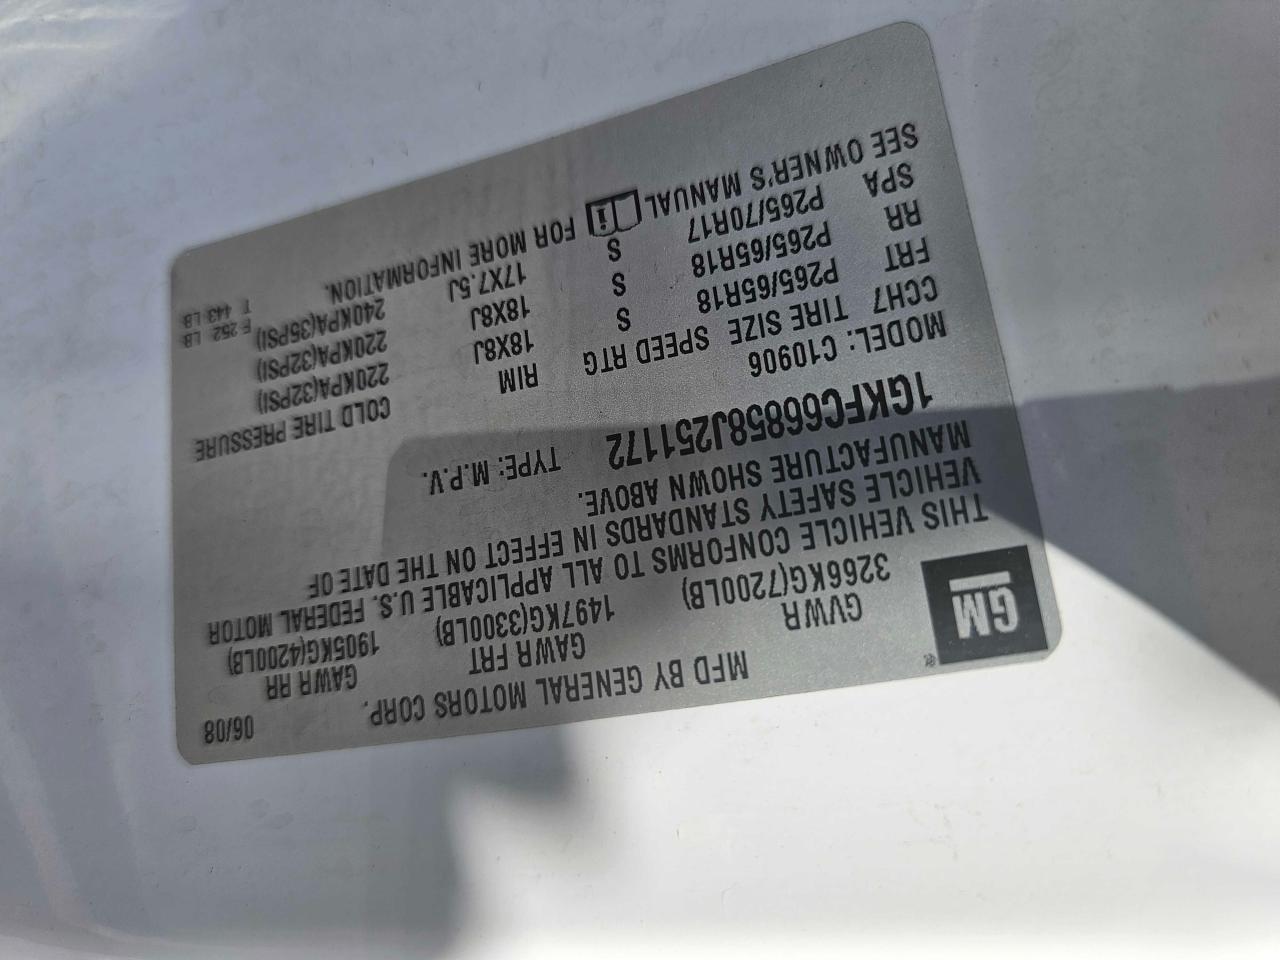 MFD BY GENERAL MOTORS CORP. 06/08
GM
GVWR GAWR FRT GAWR RR
3266KG(7200LB) 1497KG(3300LB) 1905KG(4200LB)
THIS VEHICLE CONFORMS TO ALL APPLICABLE U.S. FEDERAL MOTOR
VEHICLE SAFETY STANDARDS IN EFFECT ON THE DATE OF
MANUFACTURE SHOWN ABOVE.
1GKFC66858J251172 TYPE: M.P.V.
MODEL: C10906
CCH7 TIRE SIZE SPEED RTG RIM COLD TIRE PRESSURE
FRT P265/65R18 S 18X8J 220KPA(32PSI)
RR P265/65R18 S 18X8J 220KPA(32PSI)
SPA P265/70R17 S 17X7.5J 240KPA(35PSI)
SEE OWNER'S MANUAL i FOR MORE INFORMATION.
F 252 LB
T 443 LB